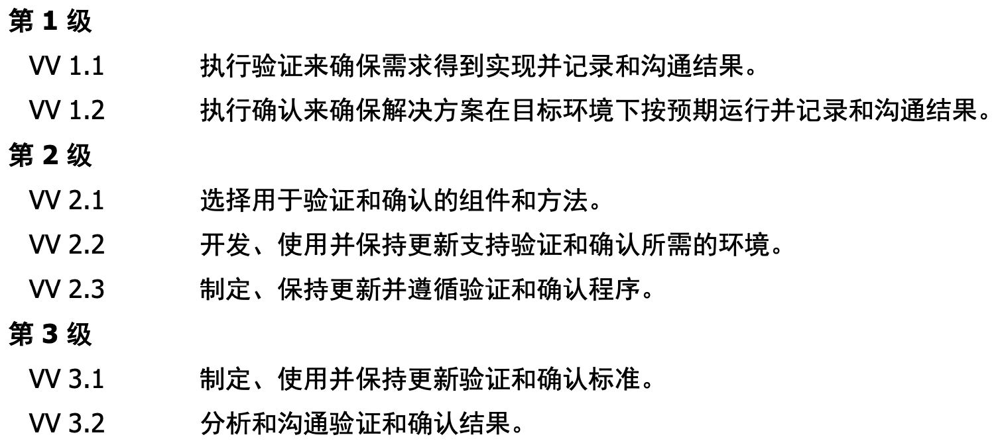 第 1 级
VV 1.1 执行验证来确保需求得到实现并记录和沟通结果。
VV 1.2 执行确认来确保解决方案在目标环境下按预期运行并记录和沟通结果。
第 2 级
VV 2.1 选择用于验证和确认的组件和方法。
VV 2.2 开发、使用并保持更新支持验证和确认所需的环境。
VV 2.3 制定、保持更新并遵循验证和确认程序。
第 3 级
VV 3.1 制定、使用并保持更新验证和确认标准。
VV 3.2 分析和沟通验证和确认结果。